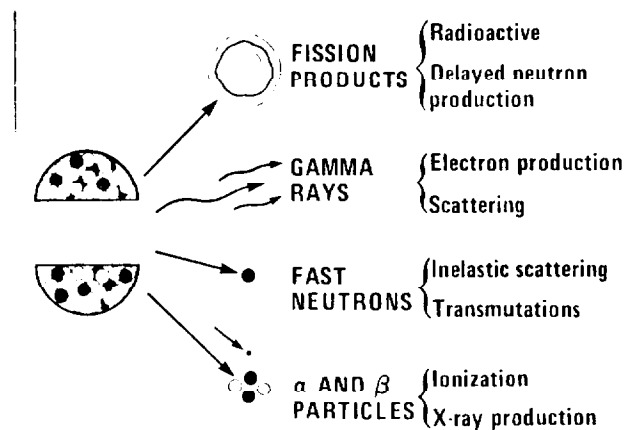 FISSION
PRODUCTS
Radioactive
Delayed neutron
production
GAMMA
RAYS
Electron production
Scattering
FAST
NEUTRONS
Inelastic scattering
Transmutations
α AND β
PARTICLES
Ionization
X-ray production